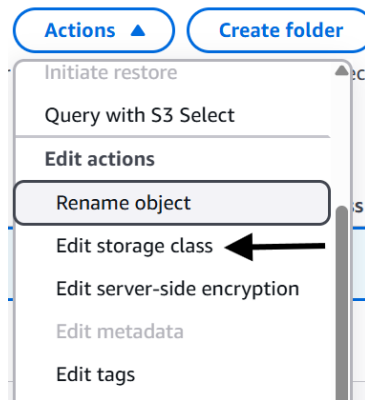 Actions ▲
Create folder
Initiate restore
Query with S3 Select
Edit actions
Rename object
Edit storage class
Edit server-side encryption
Edit metadata
Edit tags